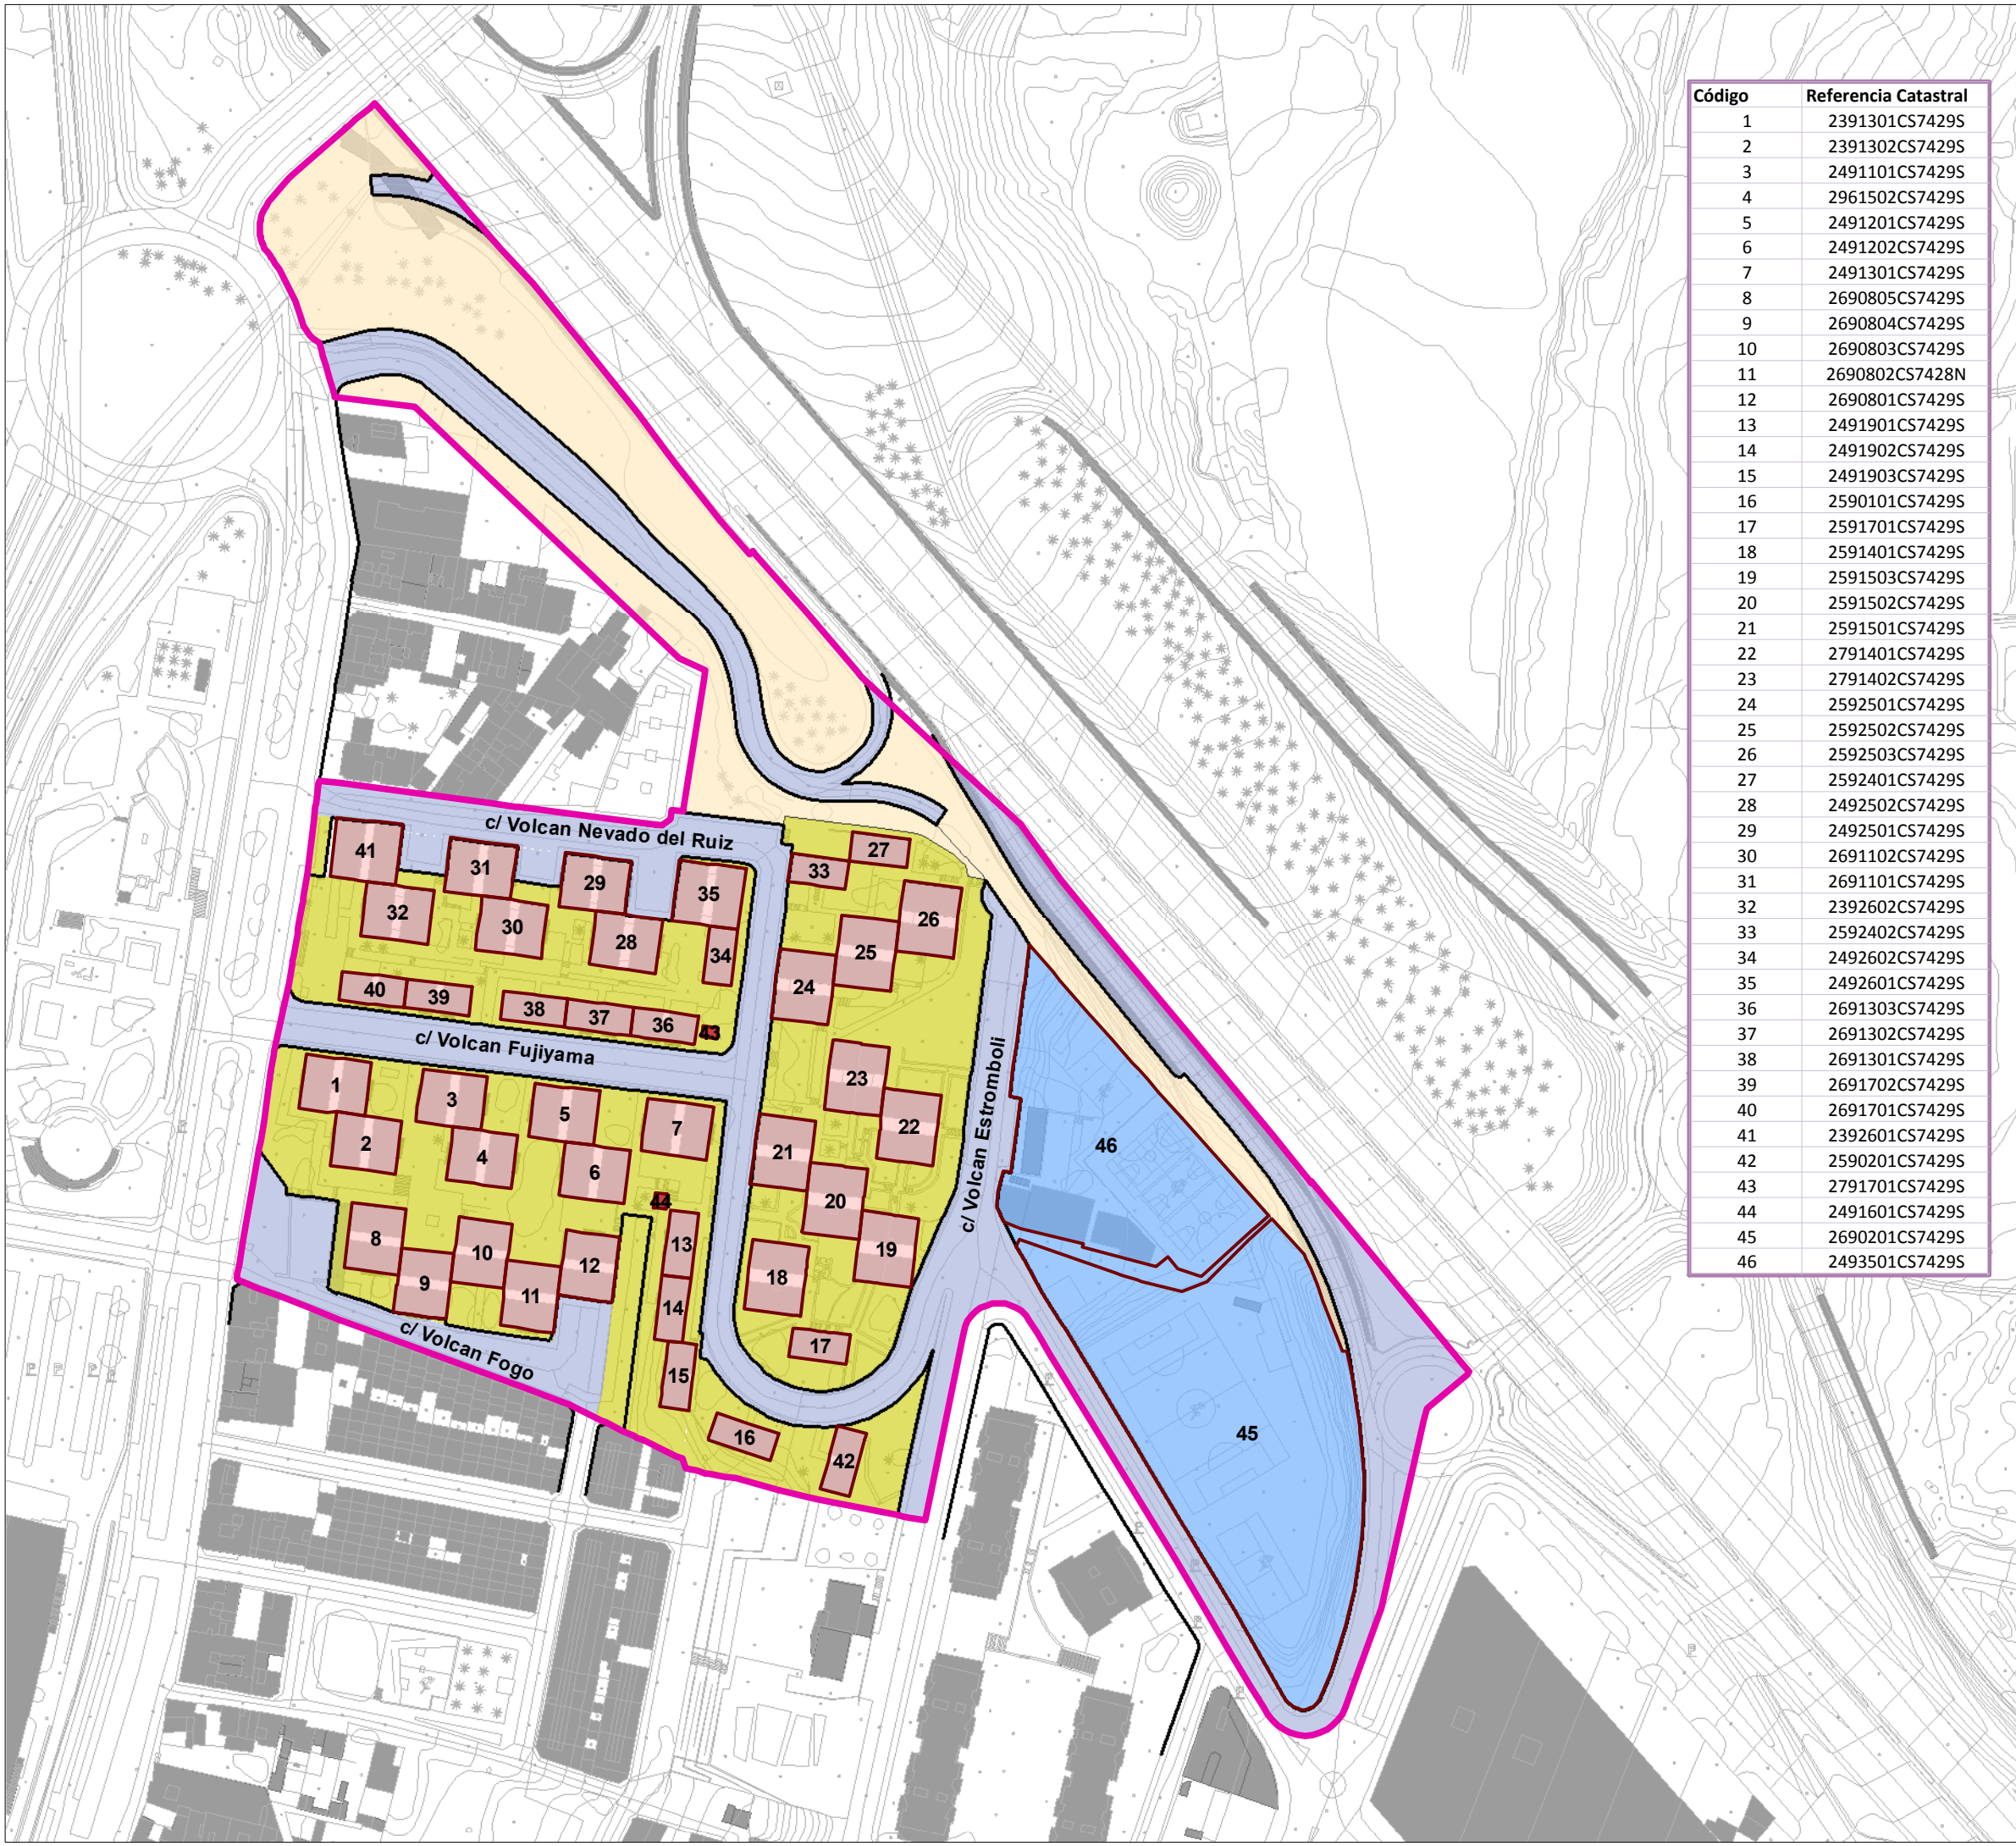 Código Referencia Catastral
1 2391301CS7429S
2 2391302CS7429S
3 2491101CS7429S
4 2961502CS7429S
5 2491201CS7429S
6 2491202CS7429S
7 2491301CS7429S
8 2690805CS7429S
9 2690804CS7429S
10 2690803CS7429S
11 2690802CS7428N
12 2690801CS7429S
13 2491901CS7429S
14 2491902CS7429S
15 2491903CS7429S
16 2590101CS7429S
17 2591701CS7429S
18 2591401CS7429S
19 2591503CS7429S
20 2591502CS7429S
21 2591501CS7429S
22 2791401CS7429S
23 2791402CS7429S
24 2592501CS7429S
25 2592502CS7429S
26 2592503CS7429S
27 2592401CS7429S
28 2492502CS7429S
29 2492501CS7429S
30 2691102CS7429S
31 2691101CS7429S
32 2392602CS7429S
33 2592402CS7429S
34 2492602CS7429S
35 2492601CS7429S
36 2691303CS7429S
37 2691302CS7429S
38 2691301CS7429S
39 2691702CS7429S
40 2691701CS7429S
41 2392601CS7429S
42 2590201CS7429S
43 2791701CS7429S
44 2491601CS7429S
45 2690201CS7429S
46 2493501CS7429S
c/ Volcan Nevado del Ruiz
41
31
29
35
33
27
32
30
28
34
26
25
24
40
39
38
37
36
43
c/ Volcan Fujiyama
1
3
5
7
23
22
2
4
6
21
20
19
44
c/ Volcan Estromboli
46
8
10
12
13
9
11
14
18
15
17
c/ Volcan Fogo
16
42
45
P
P
P
P
P
P
P
P
P
P